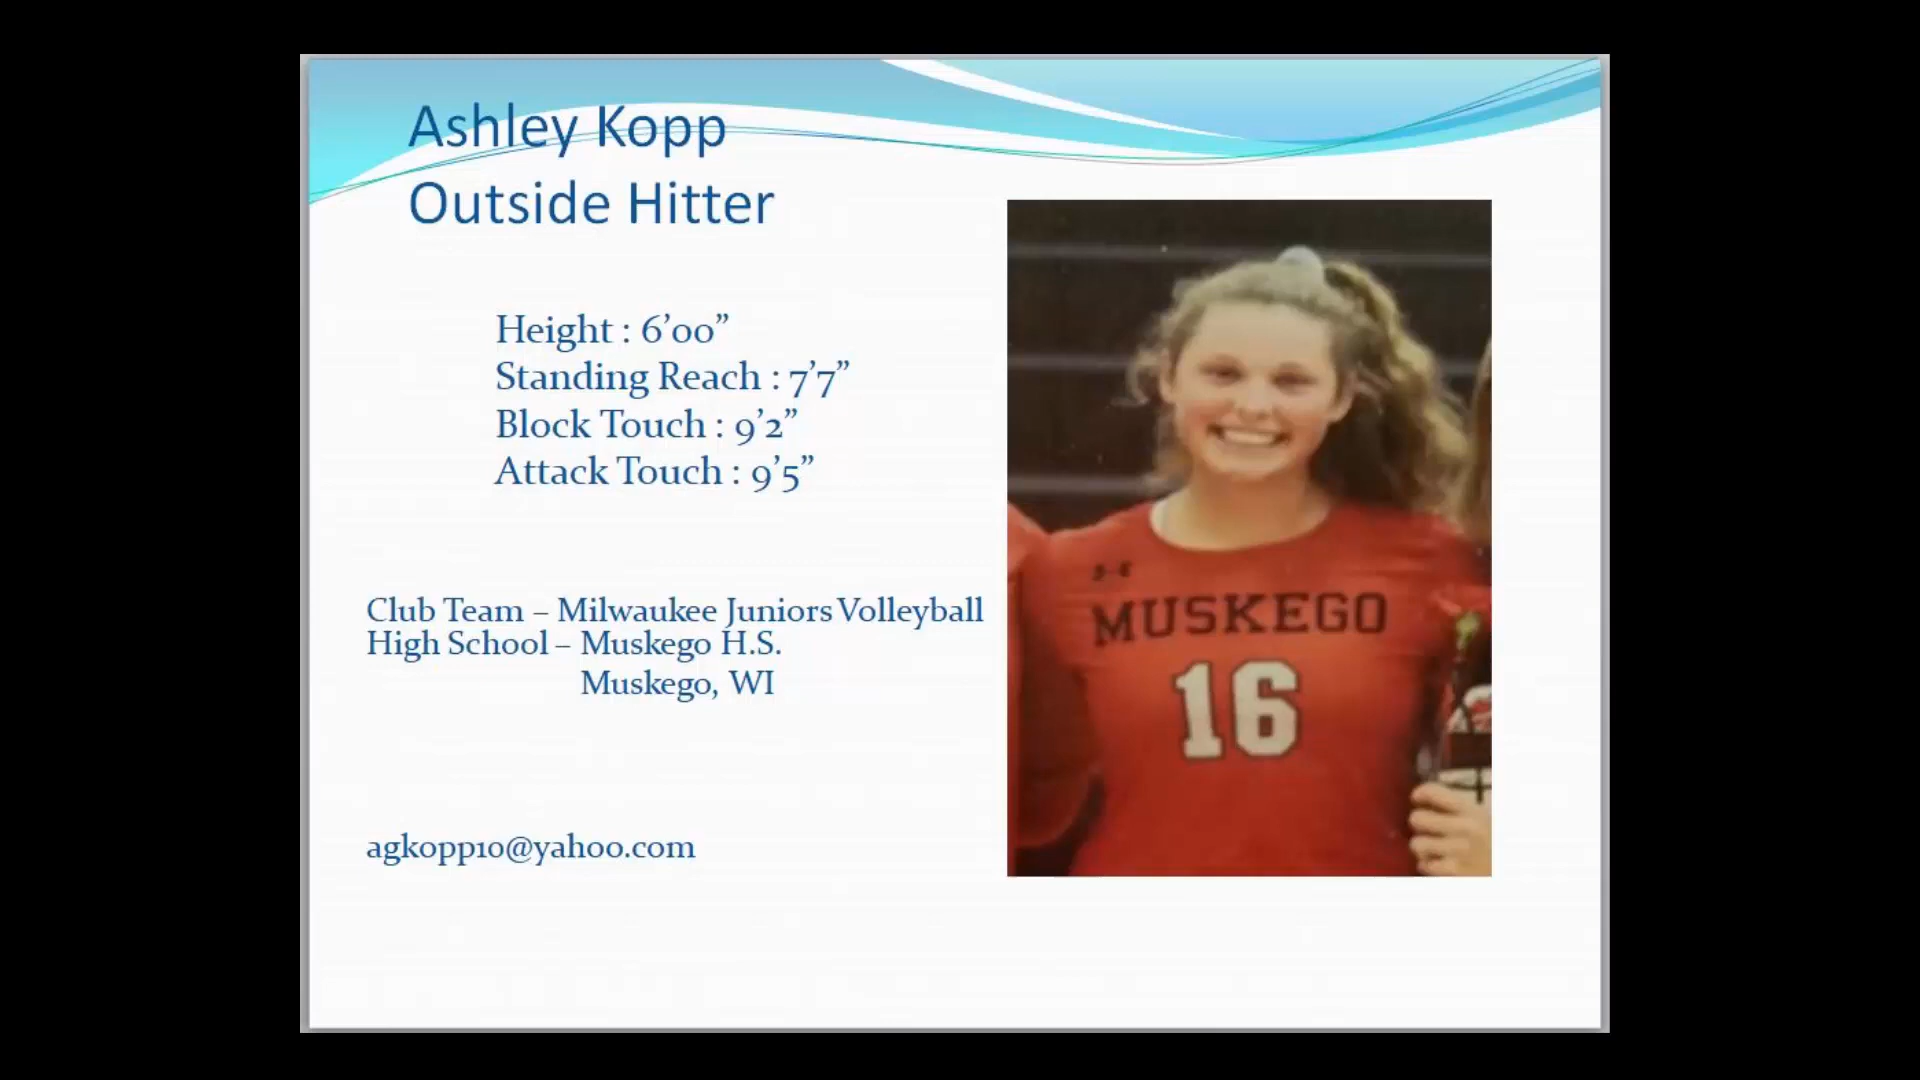 Ashley Kopp
Outside Hitter
Height : 6’00”
Standing Reach : 7’7”
Block Touch : 9’2”
Attack Touch : 9’5”
Club Team – Milwaukee Juniors Volleyball
High School – Muskego H.S.
Muskego, WI
agkopp10@yahoo.com
MUSKEGO
16